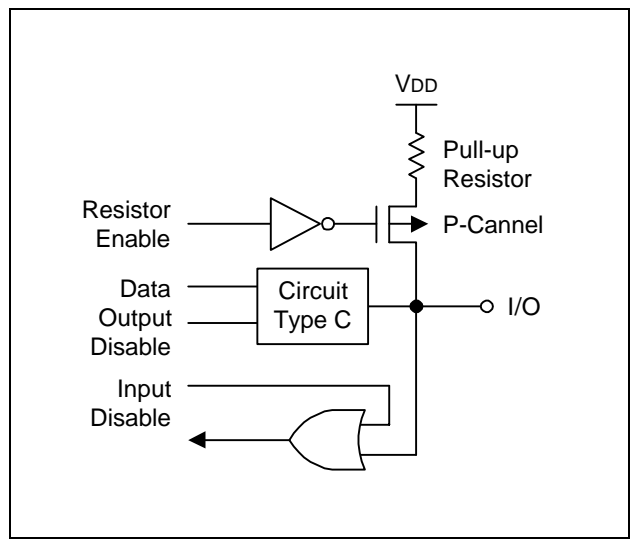 VDD
Pull-up
Resistor
Resistor
Enable
P-Cannel
Data
Output
Disable
Circuit
Type C
I/O
Input
Disable